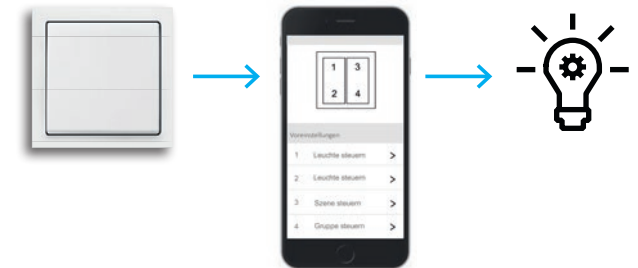 1 3
2 4
Voreinstellungen
1 Leuchte steuern >
2 Leuchte steuern >
3 Szene steuern >
4 Gruppe steuern >